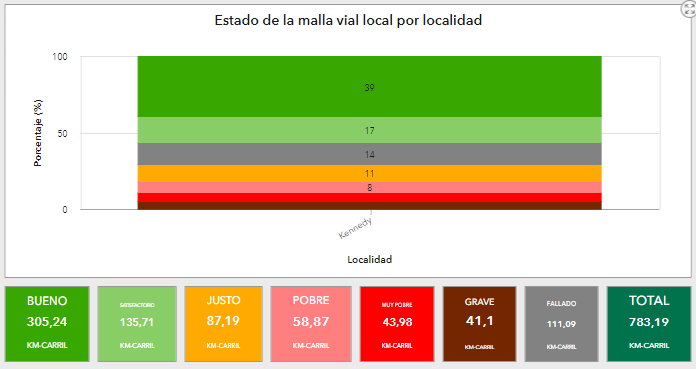 Estado de la malla vial local por localidad
Porcentaje (%)
100
50
0
39
17
14
11
8
Kennedy
Localidad
BUENO
305,24
KM-CARRIL
SATISFACTORIO
135,71
KM-CARRIL
JUSTO
87,19
KM-CARRIL
POBRE
58,87
KM-CARRIL
MUY POBRE
43,98
KM-CARRIL
GRAVE
41,1
KM-CARRIL
FALLADO
111,09
KM-CARRIL
TOTAL
783,19
KM-CARRIL